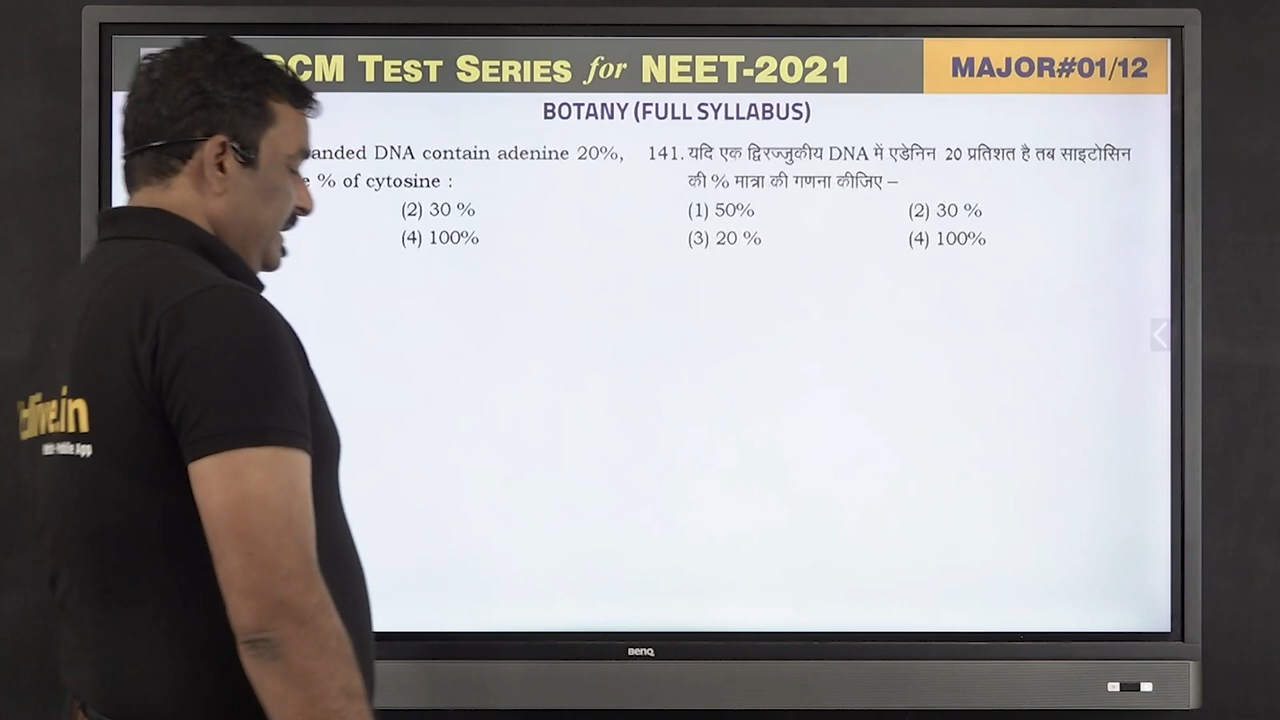 TEST SERIES for NEET-2021
MAJOR#01/12
BOTANY (FULL SYLLABUS)
DNA contain adenine 20%,
% of cytosine :
(2) 30 %
(4) 100%
141. यदि एक द्विरज्जुकीय DNA में एडेनिन 20 प्रतिशत है तब साइटोसिन
की % मात्रा की गणना कीजिए –
(1) 50% (2) 30 %
(3) 20 % (4) 100%
BenQ